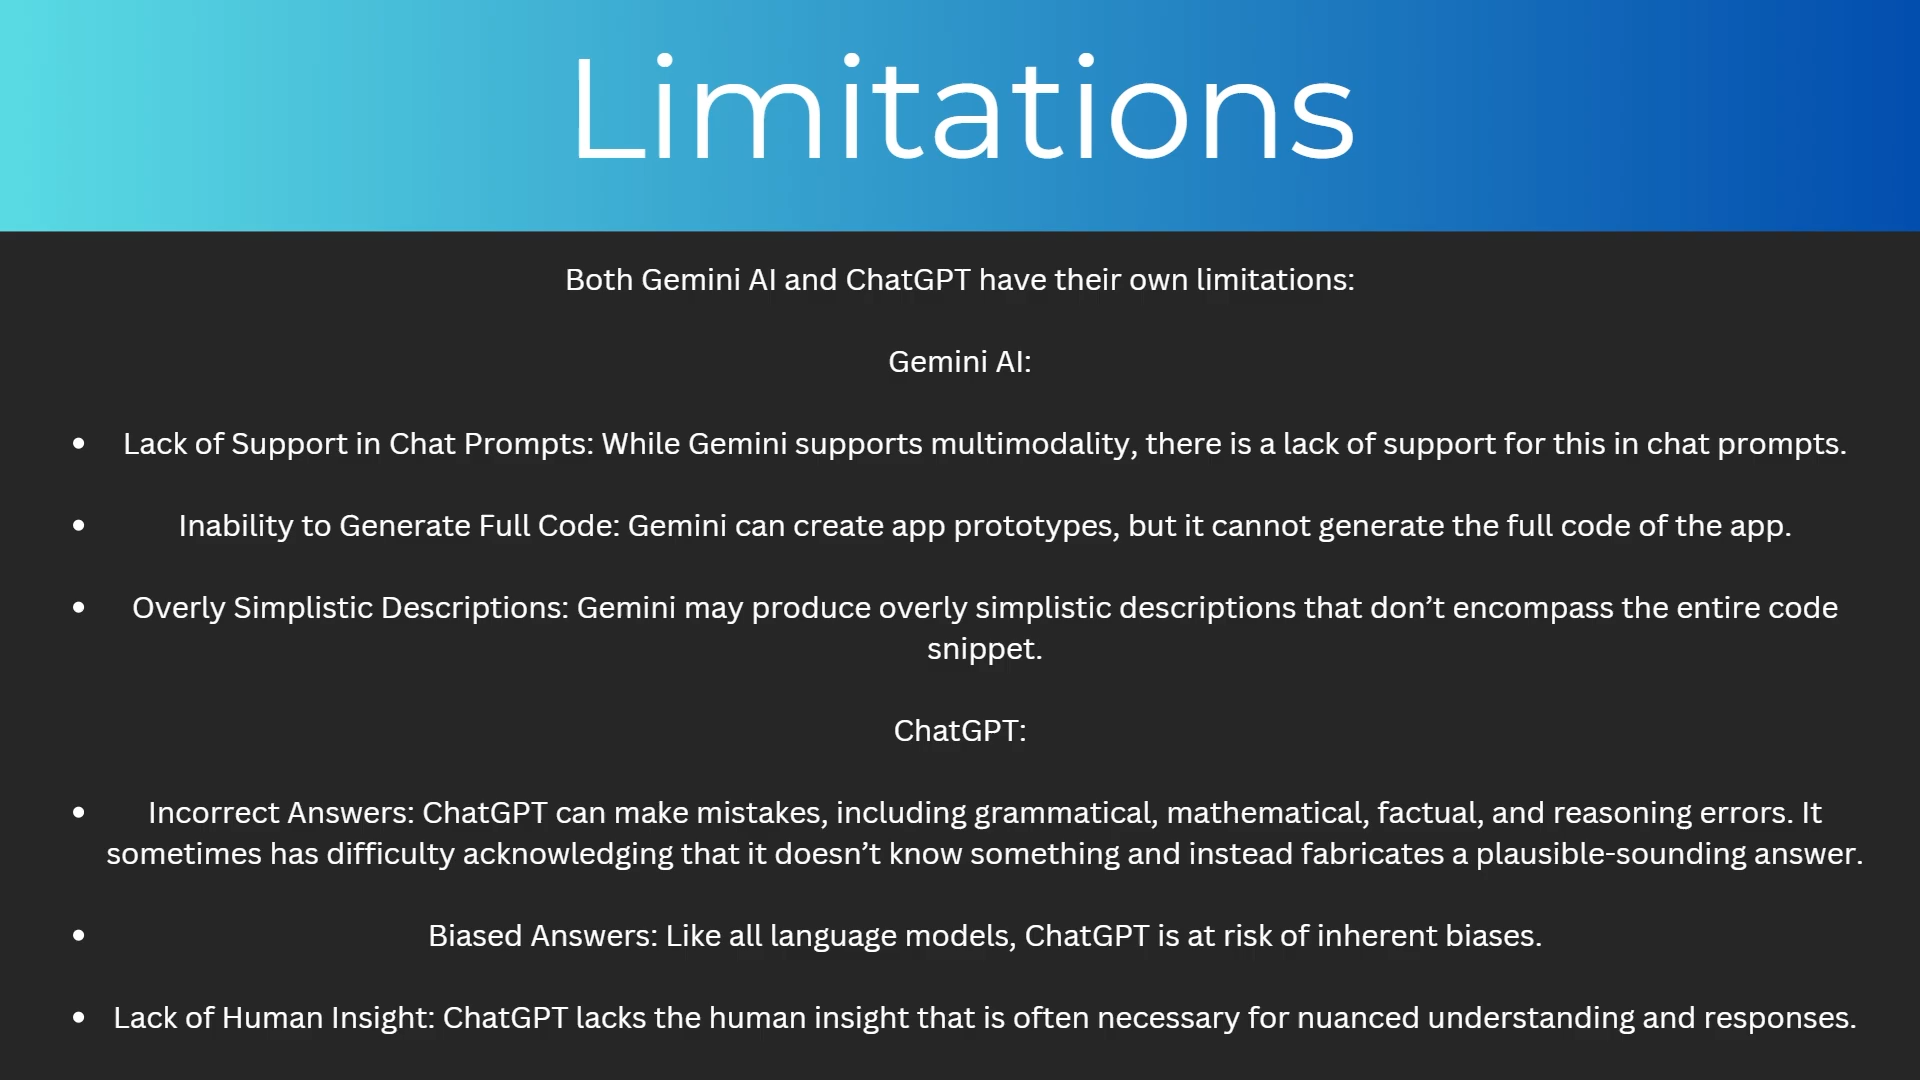 Limitations
Both Gemini AI and ChatGPT have their own limitations:
Gemini AI:
• Lack of Support in Chat Prompts: While Gemini supports multimodality, there is a lack of support for this in chat prompts.
• Inability to Generate Full Code: Gemini can create app prototypes, but it cannot generate the full code of the app.
• Overly Simplistic Descriptions: Gemini may produce overly simplistic descriptions that don’t encompass the entire code
snippet.
ChatGPT:
• Incorrect Answers: ChatGPT can make mistakes, including grammatical, mathematical, factual, and reasoning errors. It
sometimes has difficulty acknowledging that it doesn’t know something and instead fabricates a plausible-sounding answer.
• Biased Answers: Like all language models, ChatGPT is at risk of inherent biases.
• Lack of Human Insight: ChatGPT lacks the human insight that is often necessary for nuanced understanding and responses.